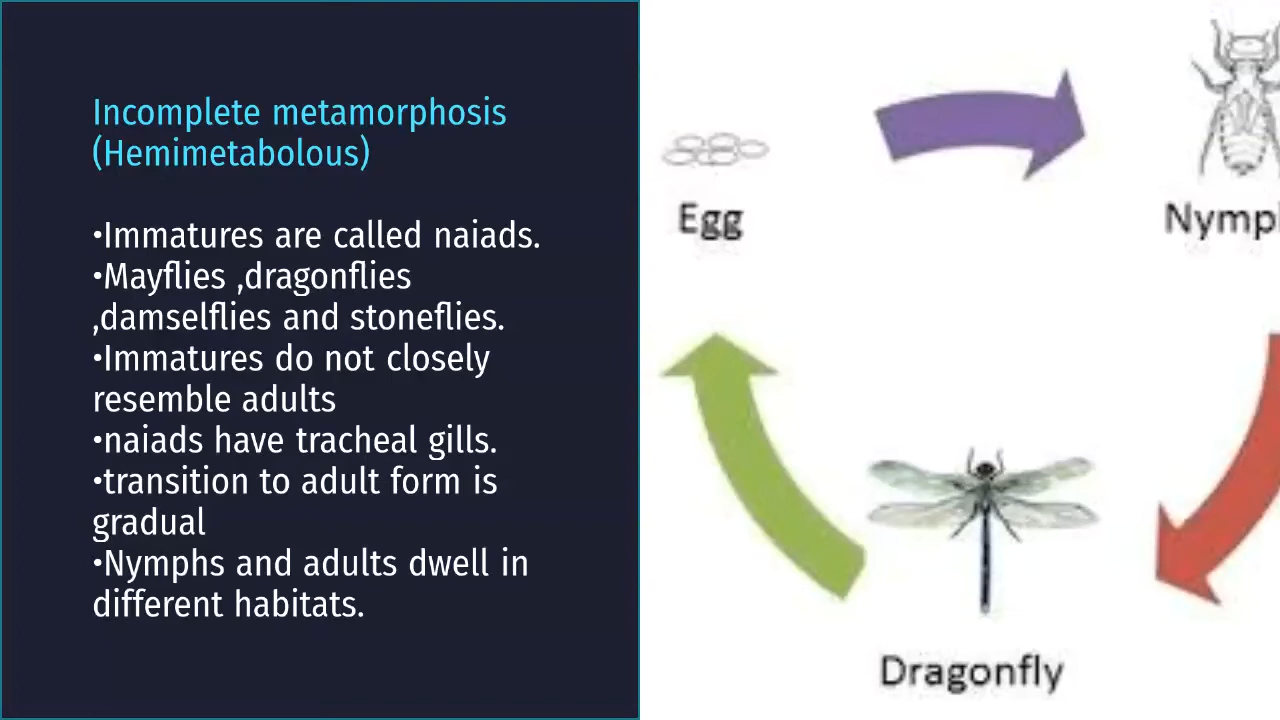 Incomplete metamorphosis
(Hemimetabolous)
•Immatures are called naiads.
•Mayflies ,dragonflies
,damselflies and stoneflies.
•Immatures do not closely
resemble adults
•naiads have tracheal gills.
•transition to adult form is
gradual
•Nymphs and adults dwell in
different habitats.
Egg
Dragonfly